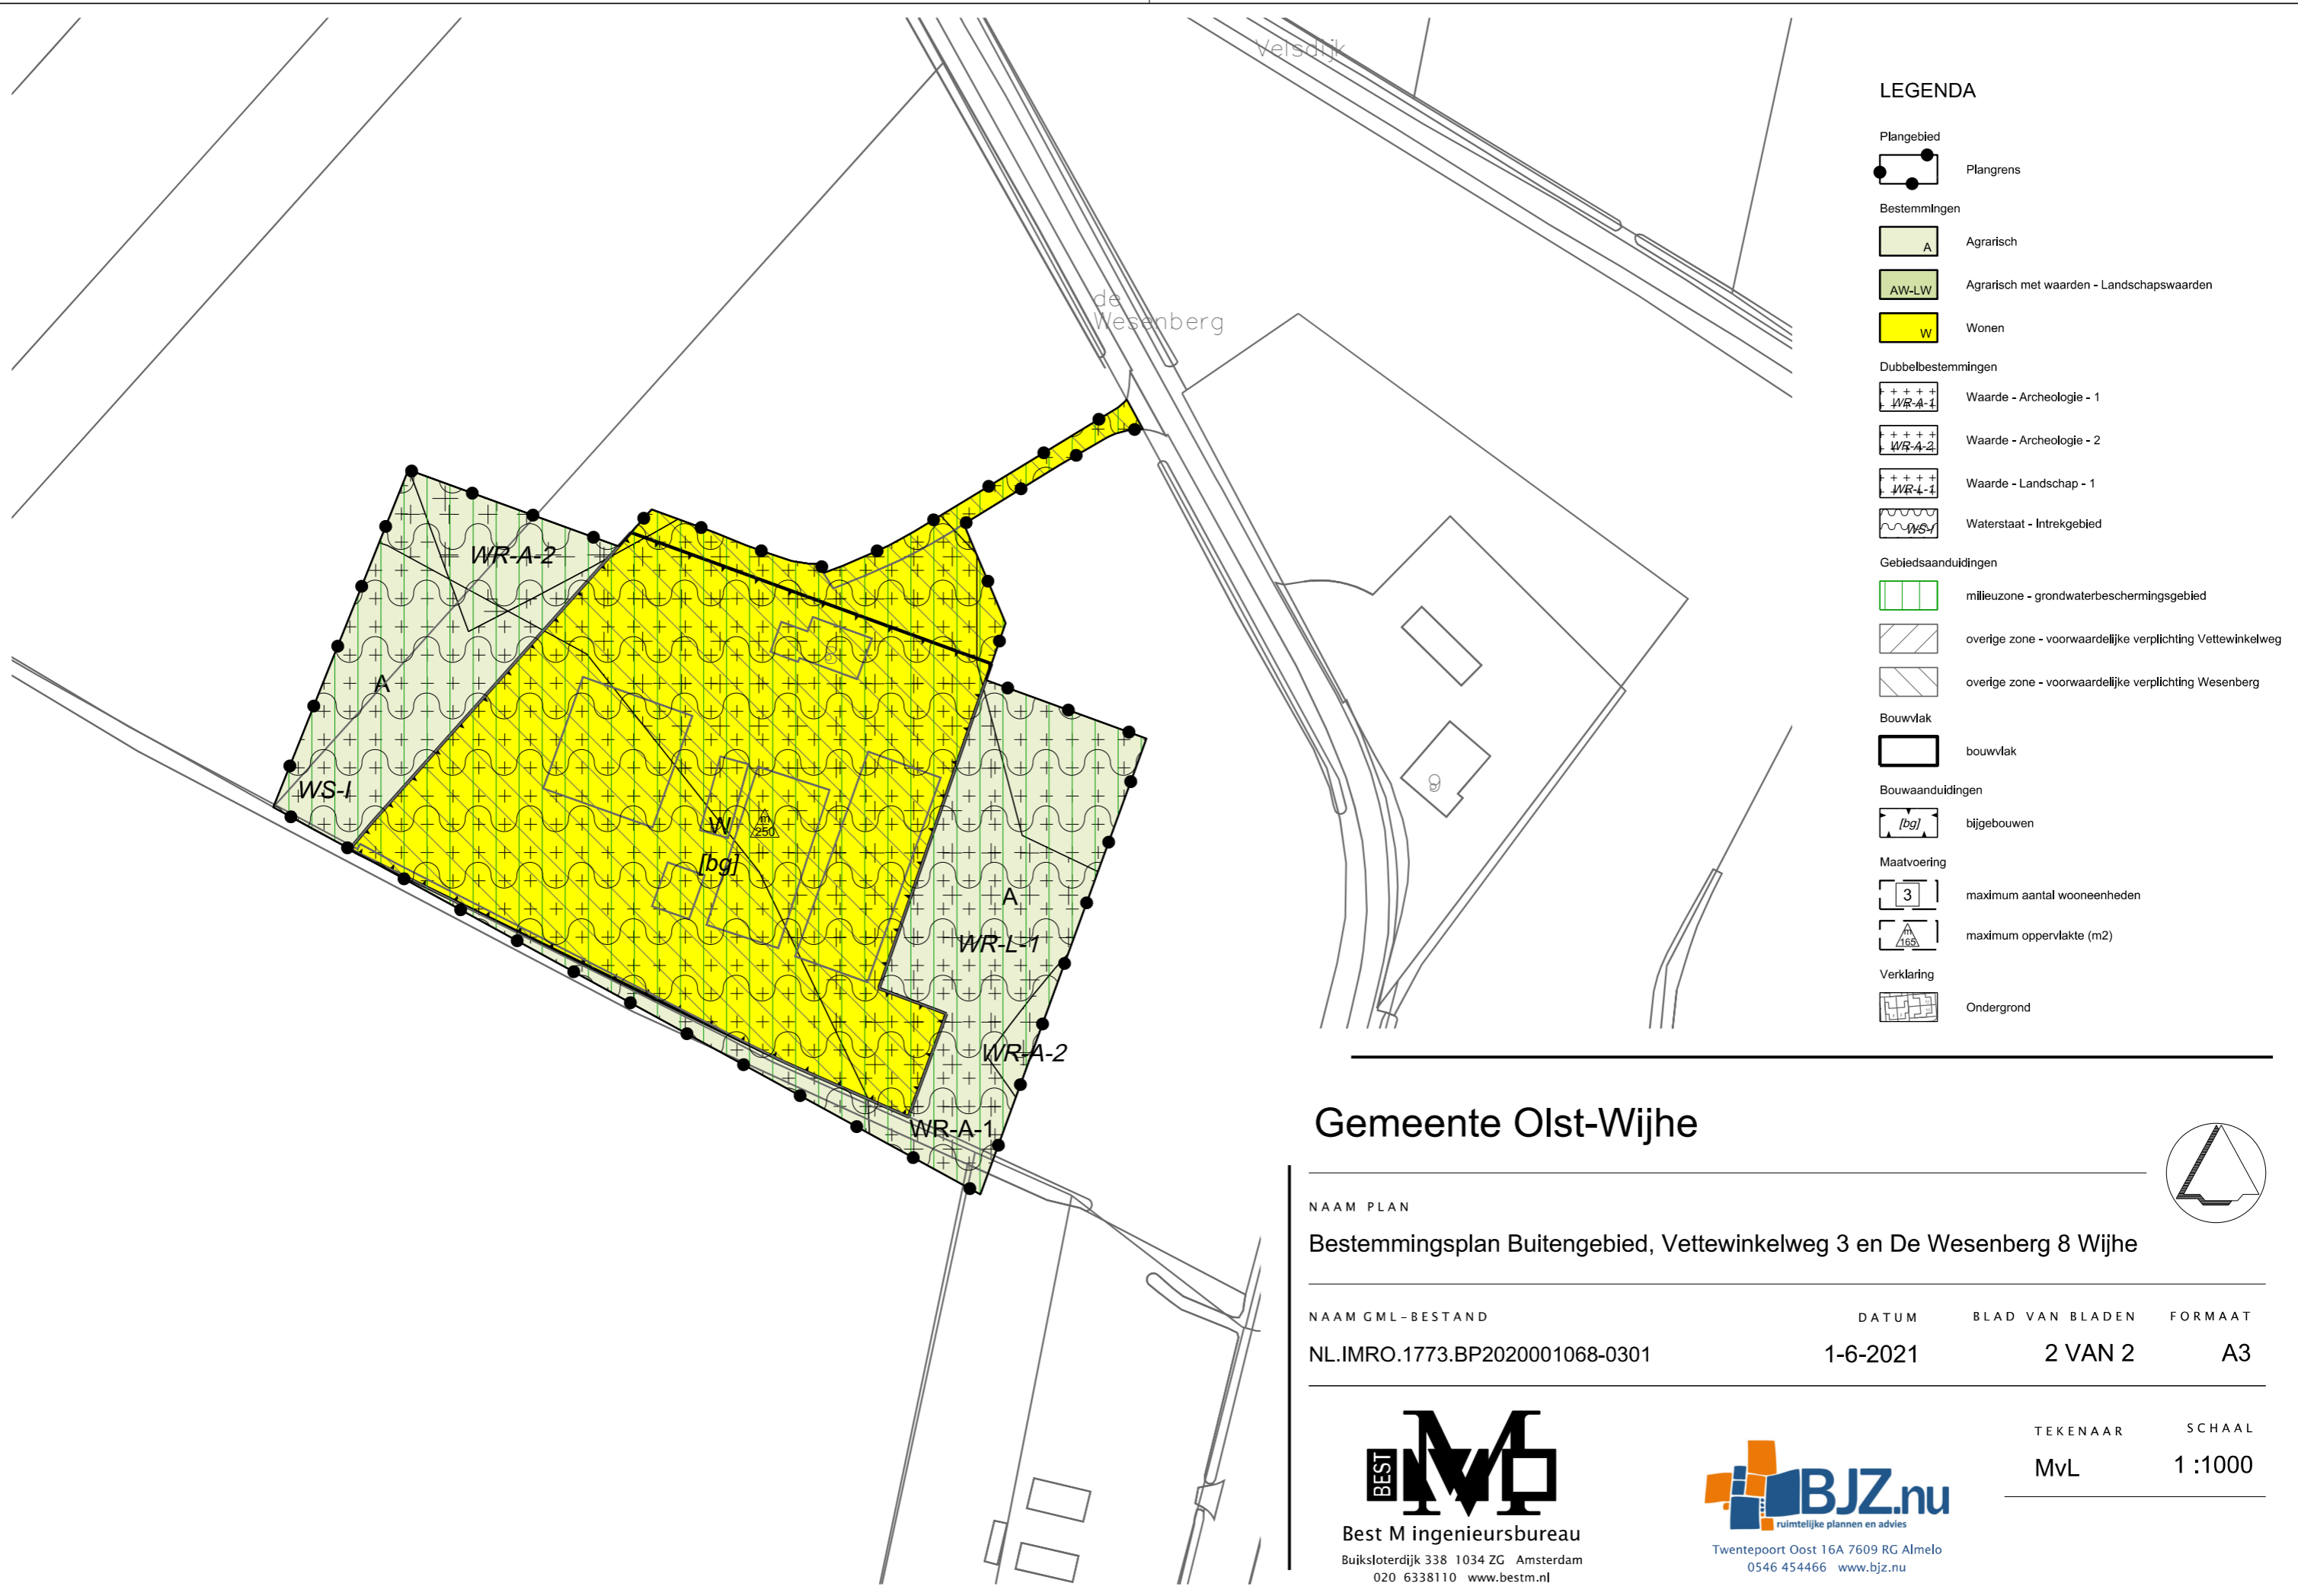 Velsdijk
de
Wesenberg
WR-A-2
A
WS-I
8
W
m
250
[bg]
A
WR-L-1
WR-A-2
WR-A-1
9
LEGENDA
Plangebied
Plangrens
Bestemmingen
A Agrarisch
AW-LW Agrarisch met waarden - Landschapswaarden
W Wonen
Dubbelbestemmingen
WR-A-1 Waarde - Archeologie - 1
WR-A-2 Waarde - Archeologie - 2
WR-L-1 Waarde - Landschap - 1
WS-I Waterstaat - Intrekgebied
Gebiedsaanduidingen
milieuzone - grondwaterbeschermingsgebied
overige zone - voorwaardelijke verplichting Vettewinkelweg
overige zone - voorwaardelijke verplichting Wesenberg
Bouwvlak
bouwvlak
Bouwaanduidingen
[bg] bijgebouwen
Maatvoering
3 maximum aantal wooneenheden
m
165 maximum oppervlakte (m2)
Verklaring
Ondergrond
Gemeente Olst-Wijhe
NAAM PLAN
Bestemmingsplan Buitengebied, Vettewinkelweg 3 en De Wesenberg 8 Wijhe
NAAM GML-BESTAND DATUM BLAD VAN BLADEN FORMAAT
NL.IMRO.1773.BP2020001068-0301 1-6-2021 2 VAN 2 A3
TEKENAAR SCHAAL
MvL 1 :1000
BEST M
Best M ingenieursbureau
Buiksloterdijk 338 1034 ZG Amsterdam
020 6338110 www.bestm.nl
BJZ.nu
ruimtelijke plannen en advies
Twentepoort Oost 16A 7609 RG Almelo
0546 454466 www.bjz.nu